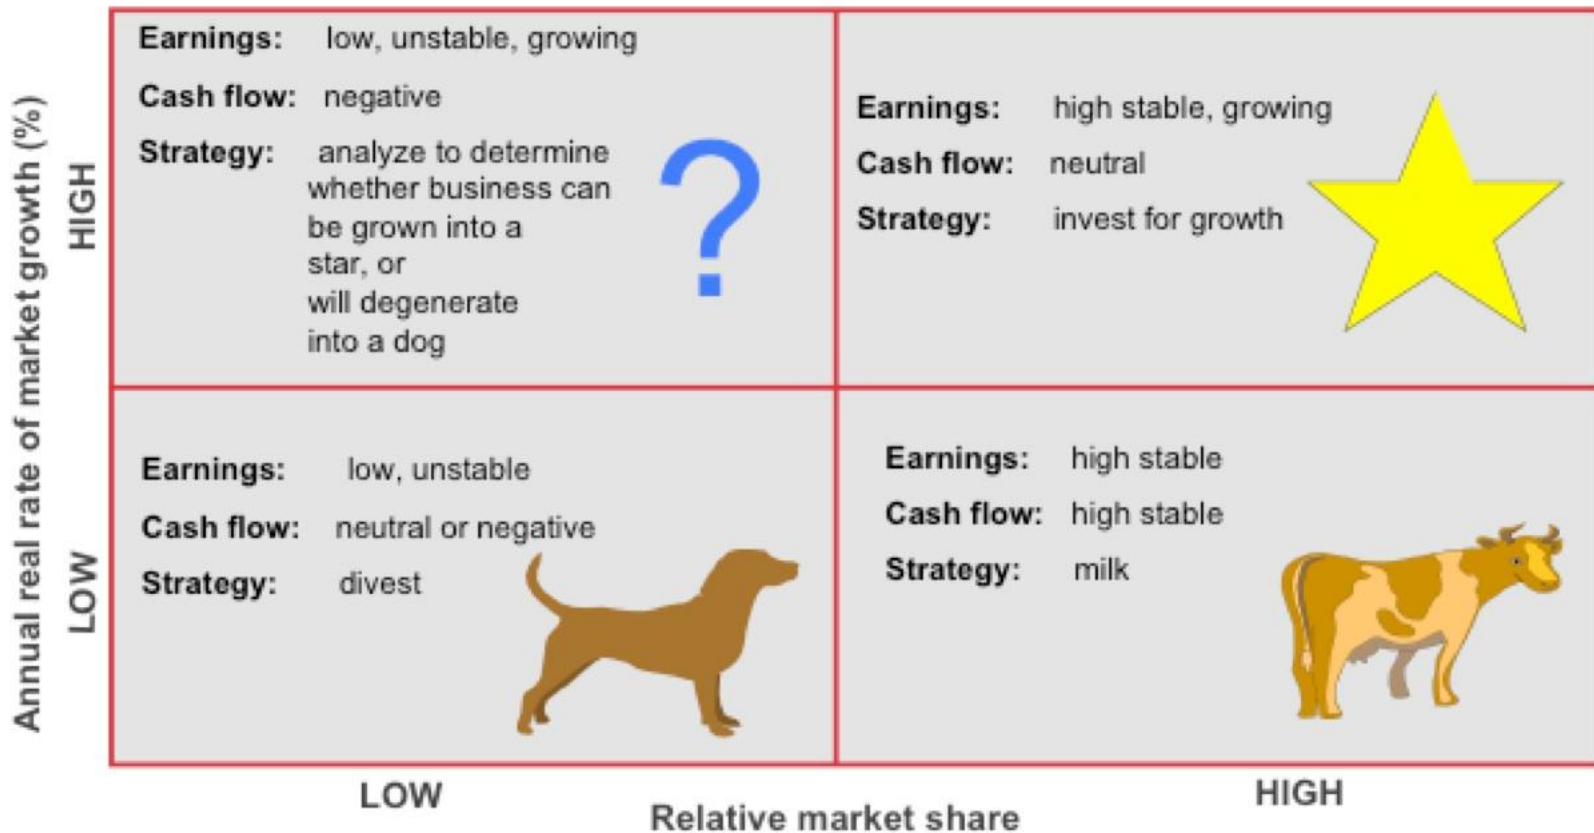 Annual real rate of market growth (%)
HIGH
LOW
Earnings: low, unstable, growing
Cash flow: negative
Strategy: analyze to determine
whether business can
be grown into a
star, or
will degenerate
into a dog
?
Earnings: high stable, growing
Cash flow: neutral
Strategy: invest for growth
Earnings: low, unstable
Cash flow: neutral or negative
Strategy: divest
Earnings: high stable
Cash flow: high stable
Strategy: milk
LOW
HIGH
Relative market share